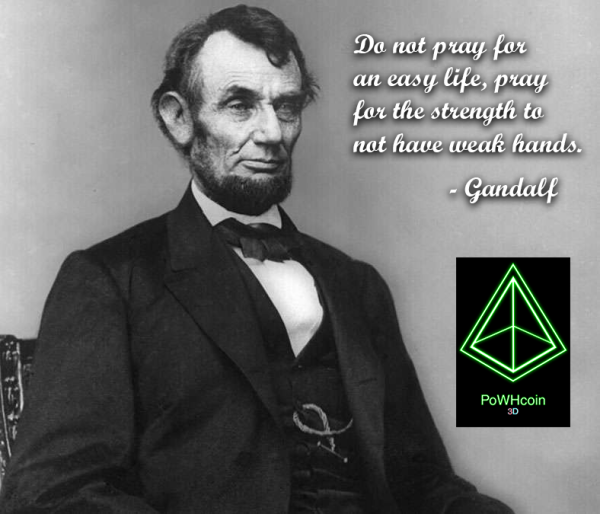 Do not pray for
an easy life, pray
for the strength to
not have weak hands.
- Gandalf
PoWHcoin
3D